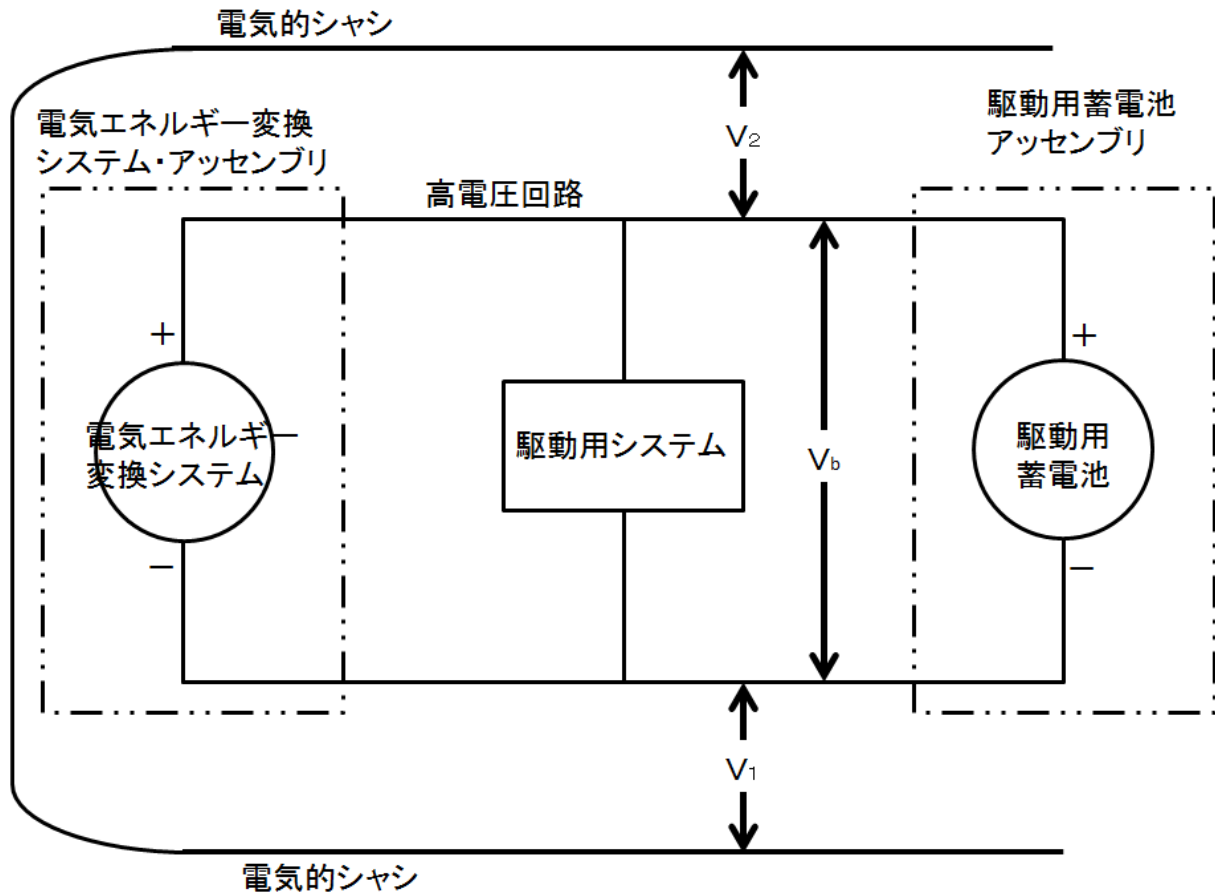 電気的シャシ
電気エネルギー変換
システム・アッセンブリ
駆動用蓄電池
アッセンブリ
V2
高電圧回路
+
+
電気エネルギー
変換システム
駆動用システム
Vb
駆動用
蓄電池
−
−
V1
電気的シャシ